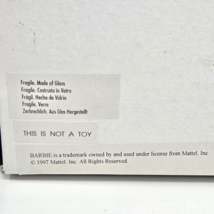 Fragile. Made of Glass
Fragile. Costruito in Vetro
Frágil. Hecho de Vidrio
Fragile. Verre
Zerbrechlich. Aus Glas Hergestellt
THIS IS NOT A TOY
BARBIE is a trademark owned by and used under license from Mattel, Inc.
© 1997 Mattel, Inc. All Rights Reserved.